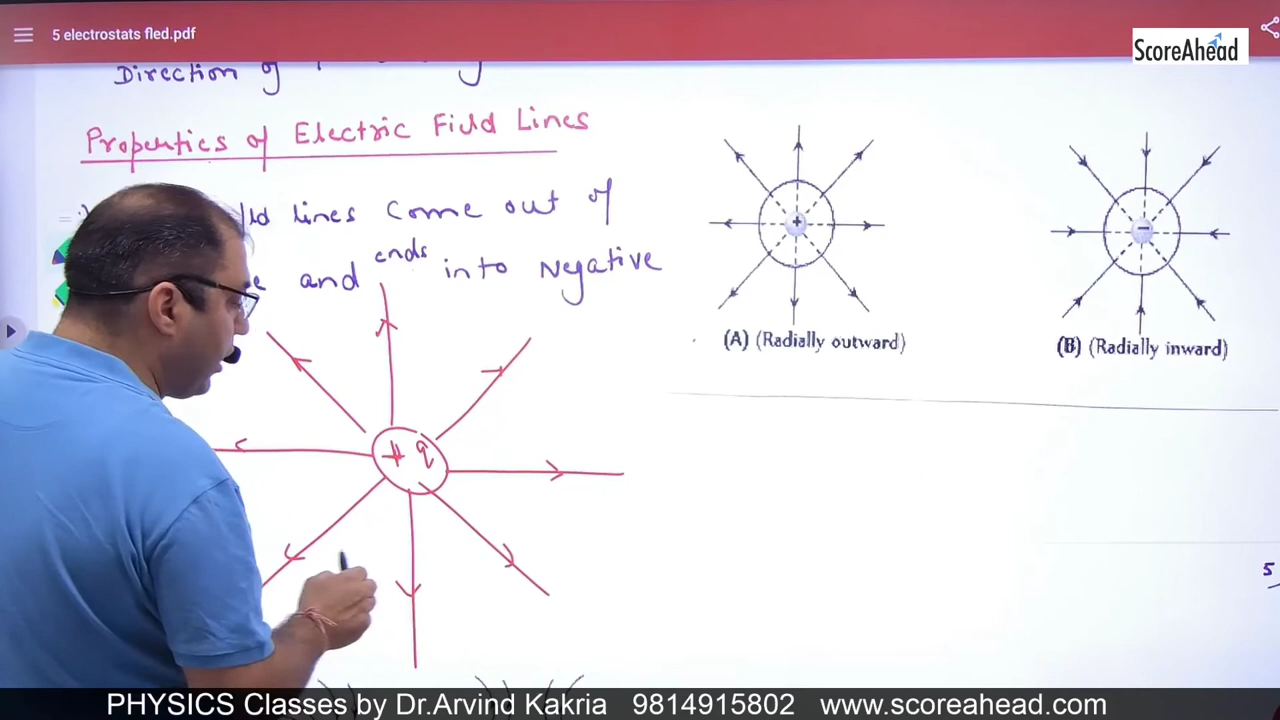 5 electrostats fled.pdf
ScoreAhead
Direction of
Properties of Electric Field Lines
lines come out of
and ends into Negative
+ q
+
(A) (Radially outward)
−
(B) (Radially inward)
5
PHYSICS Classes by Dr.Arvind Kakria 9814915802 www.scoreahead.com